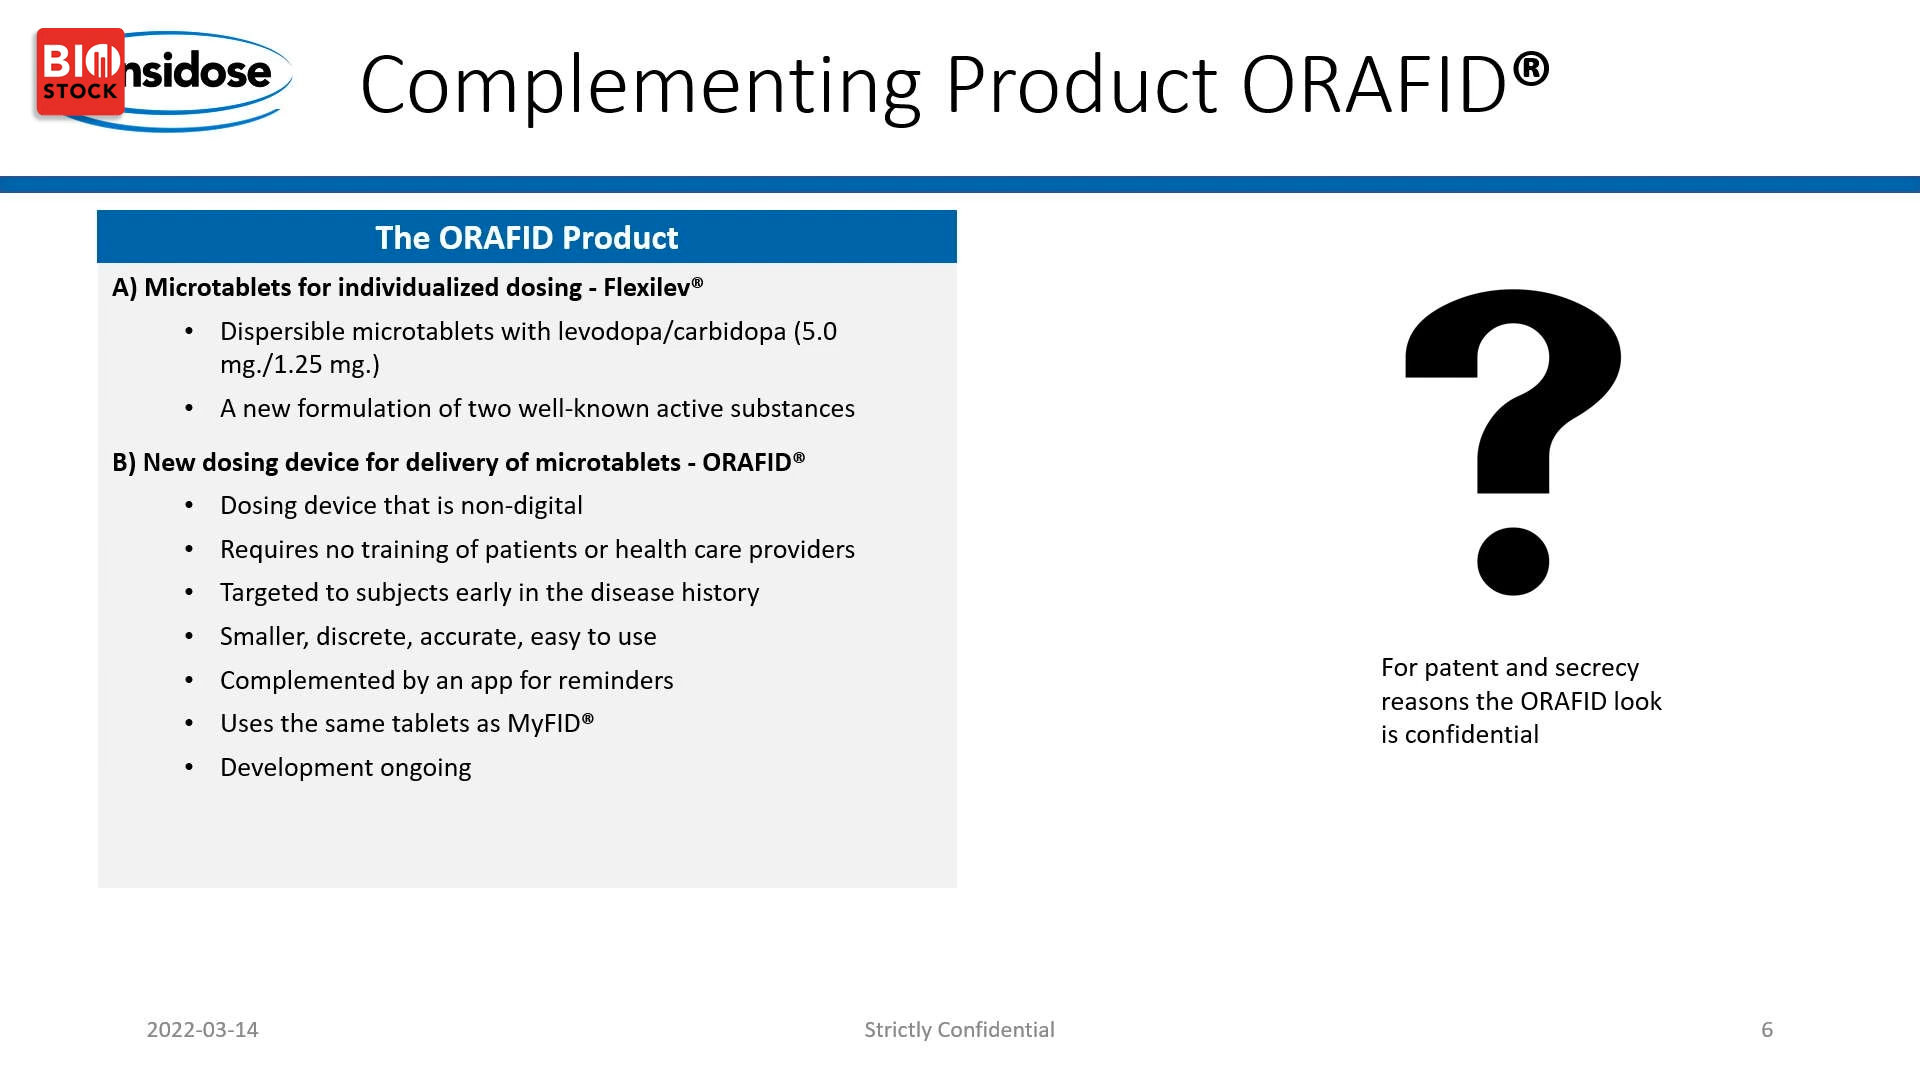 BIO
STOCK
nsidose
Complementing Product ORAFID®
The ORAFID Product
A) Microtablets for individualized dosing - Flexilev®
• Dispersible microtablets with levodopa/carbidopa (5.0
mg./1.25 mg.)
• A new formulation of two well-known active substances
B) New dosing device for delivery of microtablets - ORAFID®
• Dosing device that is non-digital
• Requires no training of patients or health care providers
• Targeted to subjects early in the disease history
• Smaller, discrete, accurate, easy to use
• Complemented by an app for reminders
• Uses the same tablets as MyFID®
• Development ongoing
?
For patent and secrecy
reasons the ORAFID look
is confidential
2022-03-14
Strictly Confidential
6